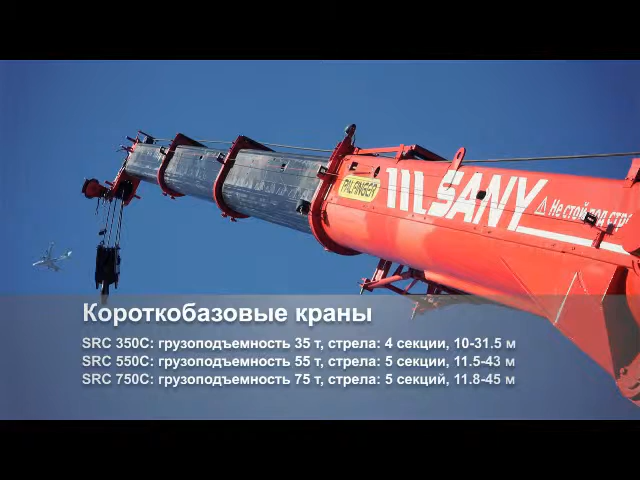 PALFINGER
SANY
Не стой под стр
Короткобазовые краны
SRC 350C: грузоподъемность 35 т, стрела: 4 секции, 10-31.5 м
SRC 550C: грузоподъемность 55 т, стрела: 5 секции, 11.5-43 м
SRC 750C: грузоподъемность 75 т, стрела: 5 секций, 11.8-45 м